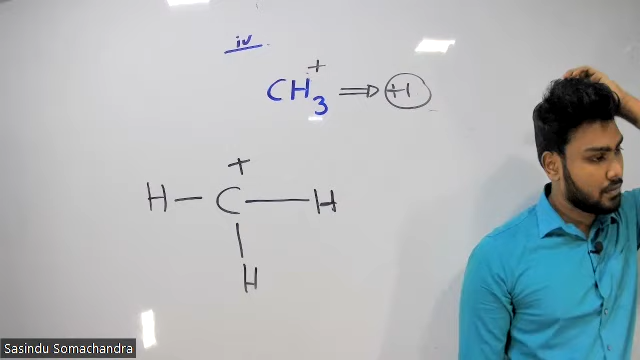 iv
CH₃⁺ ⇒ +1
+
H — C — H
|
H
Sasindu Somachandra